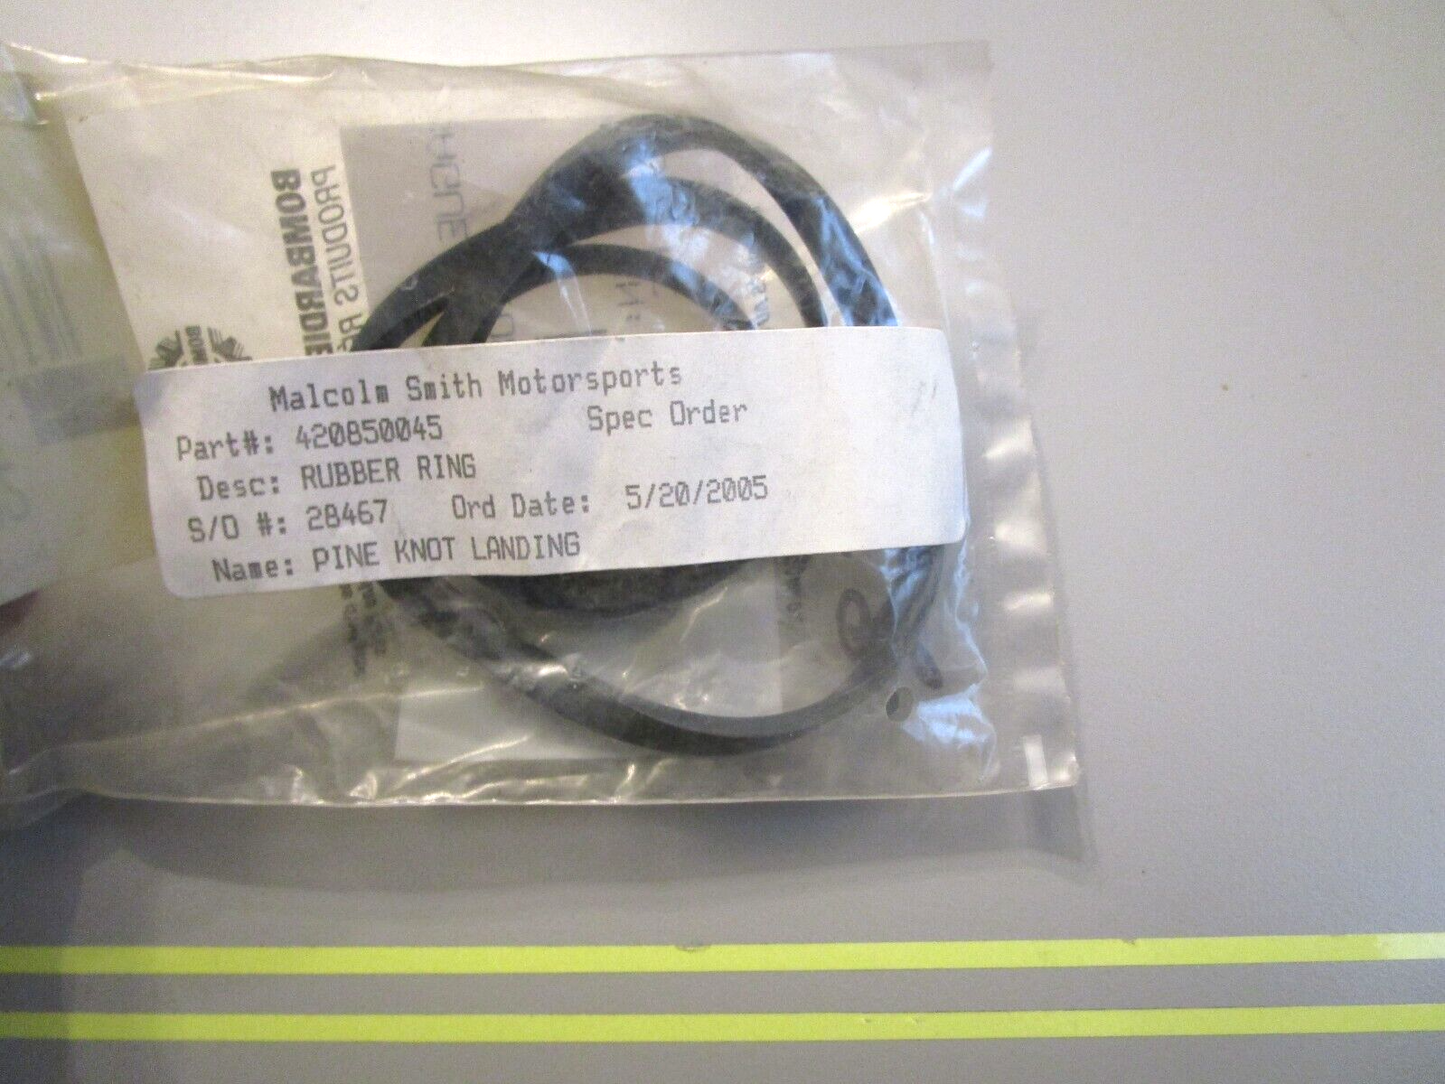 Malcolm Smith Motorsports
Part#: 420850045 Spec Order
Desc: RUBBER RING
S/O #: 28467 Ord Date: 5/20/2005
Name: PINE KNOT LANDING
BOMBARDIE
PRODUITS